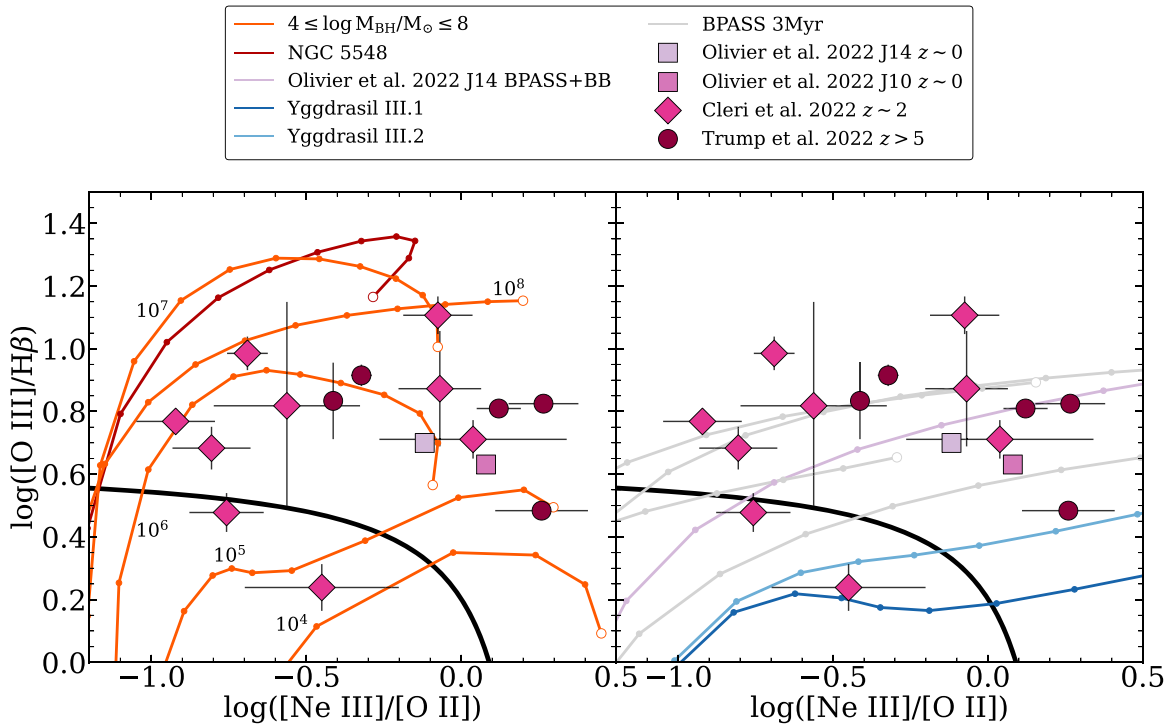 4 ≤ log M_BH/M_⊙ ≤ 8
NGC 5548
Olivier et al. 2022 J14 BPASS+BB
Yggdrasil III.1
Yggdrasil III.2
BPASS 3Myr
Olivier et al. 2022 J14 z ~ 0
Olivier et al. 2022 J10 z ~ 0
Cleri et al. 2022 z ~ 2
Trump et al. 2022 z > 5
log([O III]/Hβ)
1.4
1.2
1.0
0.8
0.6
0.4
0.2
0.0
10^7
10^8
10^6
10^5
10^4
−1.0 −0.5 0.0 0.5
−1.0 −0.5 0.0 0.5
log([Ne III]/[O II])
log([Ne III]/[O II])